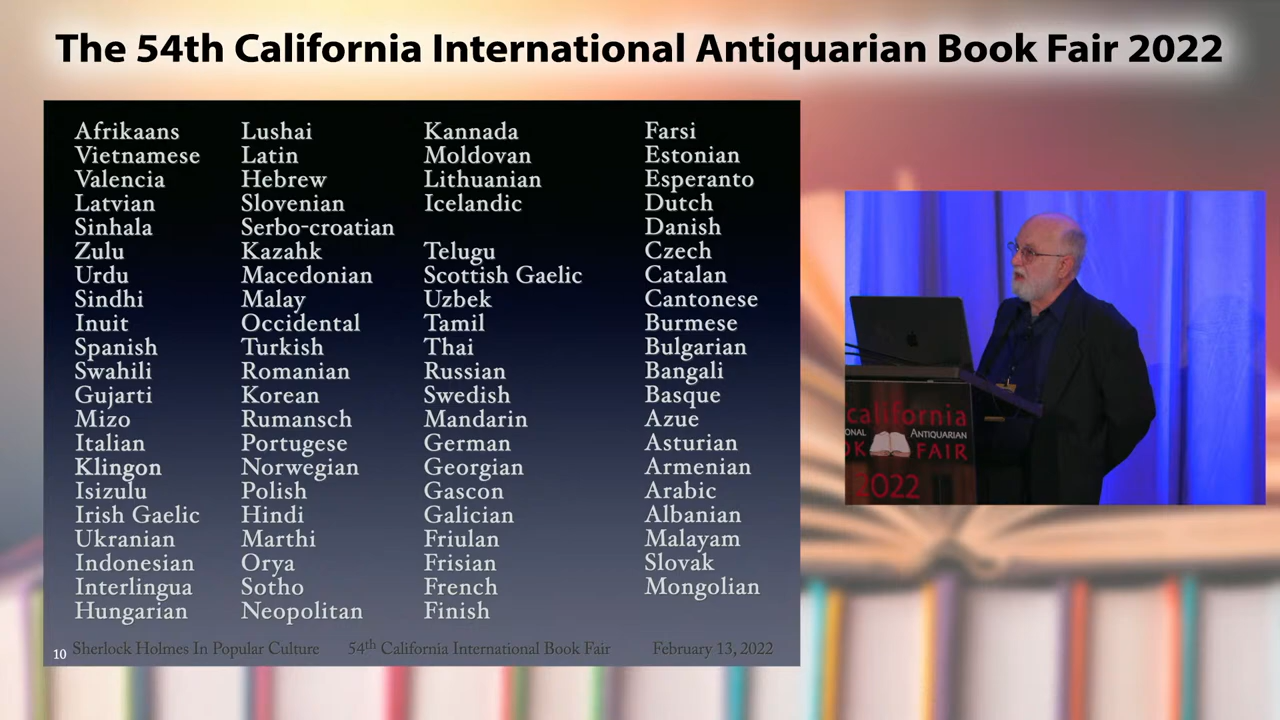 The 54th California International Antiquarian Book Fair 2022
Afrikaans
Vietnamese
Valencia
Latvian
Sinhala
Zulu
Urdu
Sindhi
Inuit
Spanish
Swahili
Gujarti
Mizo
Italian
Klingon
Isizulu
Irish Gaelic
Ukranian
Indonesian
Interlingua
Hungarian
Lushai
Latin
Hebrew
Slovenian
Serbo-croatian
Kazahk
Macedonian
Malay
Occidental
Turkish
Romanian
Korean
Rumansch
Portugese
Norwegian
Polish
Hindi
Marthi
Orya
Sotho
Neopolitan
Kannada
Moldovan
Lithuanian
Icelandic
Telugu
Scottish Gaelic
Uzbek
Tamil
Thai
Russian
Swedish
Mandarin
German
Georgian
Gascon
Galician
Friulan
Frisian
French
Finish
Farsi
Estonian
Esperanto
Dutch
Danish
Czech
Catalan
Cantonese
Burmese
Bulgarian
Bangali
Basque
Azue
Asturian
Armenian
Arabic
Albanian
Malayam
Slovak
Mongolian
10 Sherlock Holmes In Popular Culture 54th California International Book Fair February 13, 2022
california
ONAL ANTIQUARIAN
OK FAIR
2022